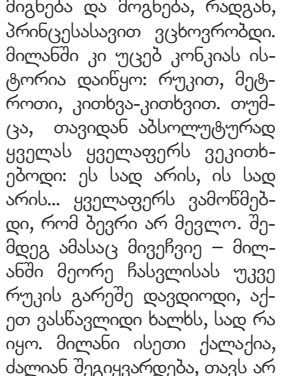 მიგნება და მოგნება, რადგან,
პრინცესასავით ვცხოვრობდი.
მილანში კი უცებ კონკიას ის-
ტორია დაიწყო: რუკით, მეტ-
როთი, კითხვა-კითხვით. თუმ-
ცა, თავიდან აბსოლუტურად
ყველას ყველაფერს ვეკითხ-
ებოდი: ეს სად არის, ის სად
არის... ყველაფერს ვამოწმებ-
დი, რომ ბევრი არ მევლო. შე-
მდეგ ამასაც მივეჩვიე – მილ-
ანში მეორე ჩასვლისას უკვე
რუკის გარეშე დავდიოდი, აქ-
ეთ ვასწავლიდი ხალხს, სად რა
იყო. მილანი ისეთი ქალაქია,
ძალიან შეგიყვარდება, თავს არ